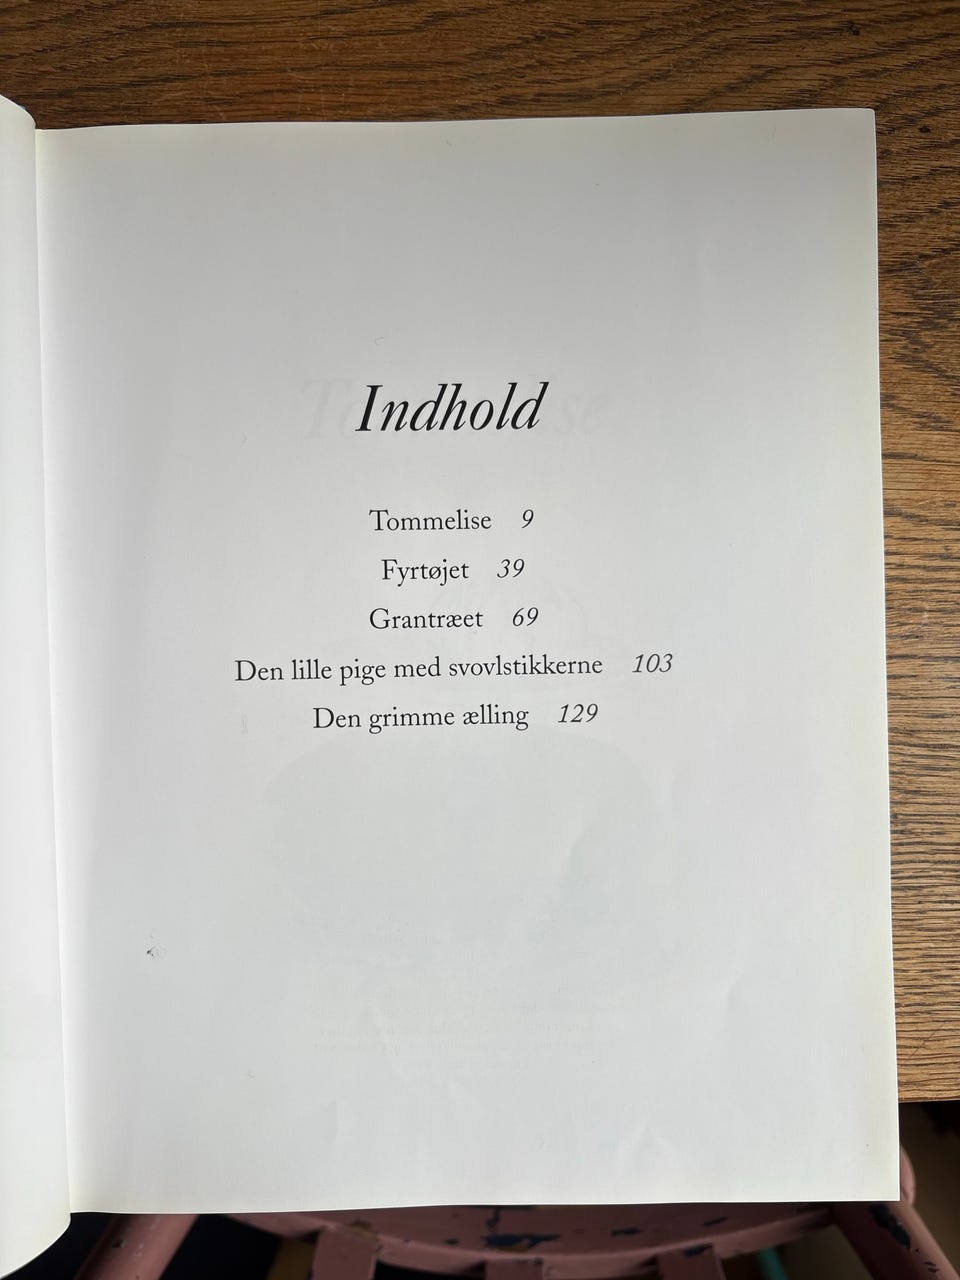 Indhold
Tommelise 9
Fyrtøjet 39
Grantræet 69
Den lille pige med svovlstikkerne 103
Den grimme ælling 129